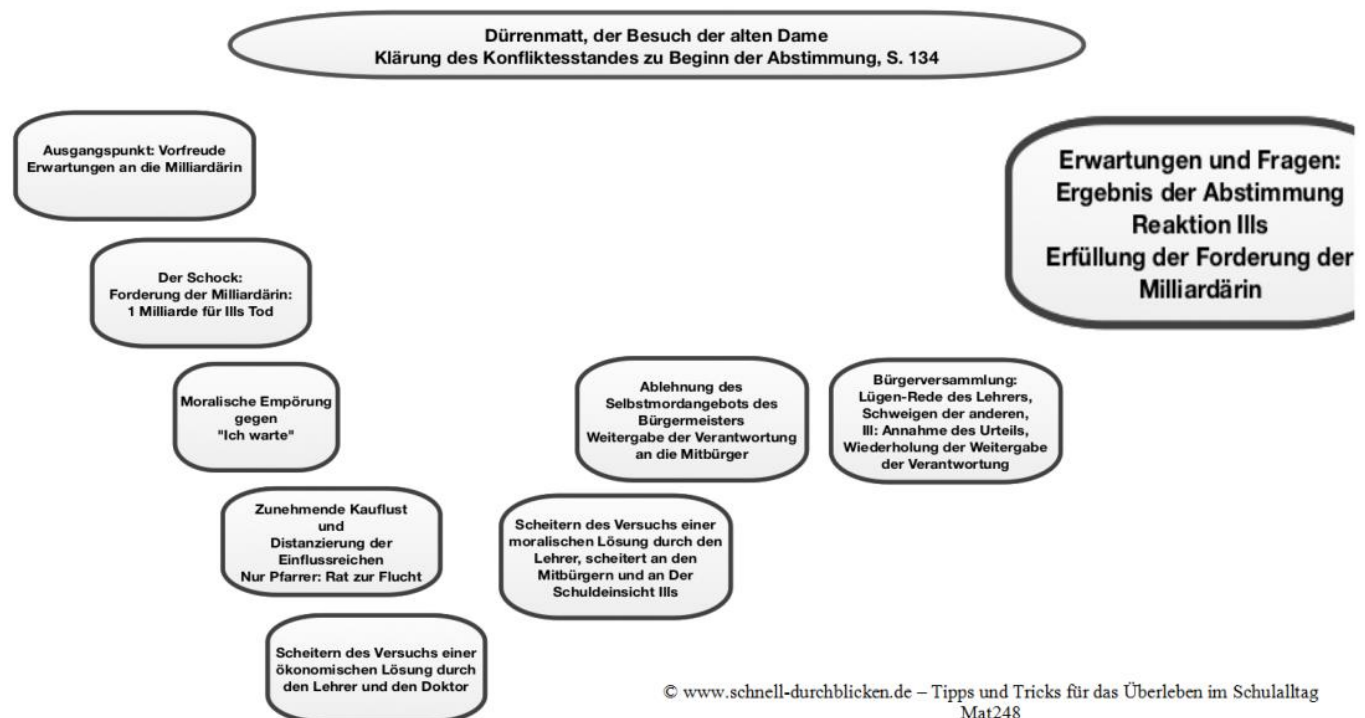 Dürrenmatt, der Besuch der alten Dame
Klärung des Konfliktesstandes zu Beginn der Abstimmung, S. 134
Ausgangspunkt: Vorfreude
Erwartungen an die Milliardärin
Der Schock:
Forderung der Milliardärin:
1 Milliarde für Ills Tod
Moralische Empörung
gegen
"Ich warte"
Zunehmende Kauflust
und
Distanzierung der
Einflussreichen
Nur Pfarrer: Rat zur Flucht
Scheitern des Versuchs einer
ökonomischen Lösung durch
den Lehrer und den Doktor
Scheitern des Versuchs einer
moralischen Lösung durch den
Lehrer, scheitert an den
Mitbürgern und an Der
Schuldeinsicht Ills
Ablehnung des
Selbstmordangebots des
Bürgermeisters
Weitergabe der Verantwortung
an die Mitbürger
Bürgerversammlung:
Lügen-Rede des Lehrers,
Schweigen der anderen,
Ill: Annahme des Urteils,
Wiederholung der Weitergabe
der Verantwortung
Erwartungen und Fragen:
Ergebnis der Abstimmung
Reaktion Ills
Erfüllung der Forderung der
Milliardärin
© www.schnell-durchblicken.de – Tipps und Tricks für das Überleben im Schulalltag
Mat248